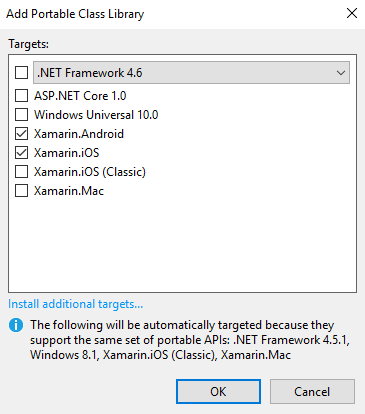 Add Portable Class Library
Targets:
.NET Framework 4.6
ASP.NET Core 1.0
Windows Universal 10.0
Xamarin.Android
Xamarin.iOS
Xamarin.iOS (Classic)
Xamarin.Mac
Install additional targets...
The following will be automatically targeted because they
support the same set of portable APIs: .NET Framework 4.5.1,
Windows 8.1, Xamarin.iOS (Classic), Xamarin.Mac
OK
Cancel